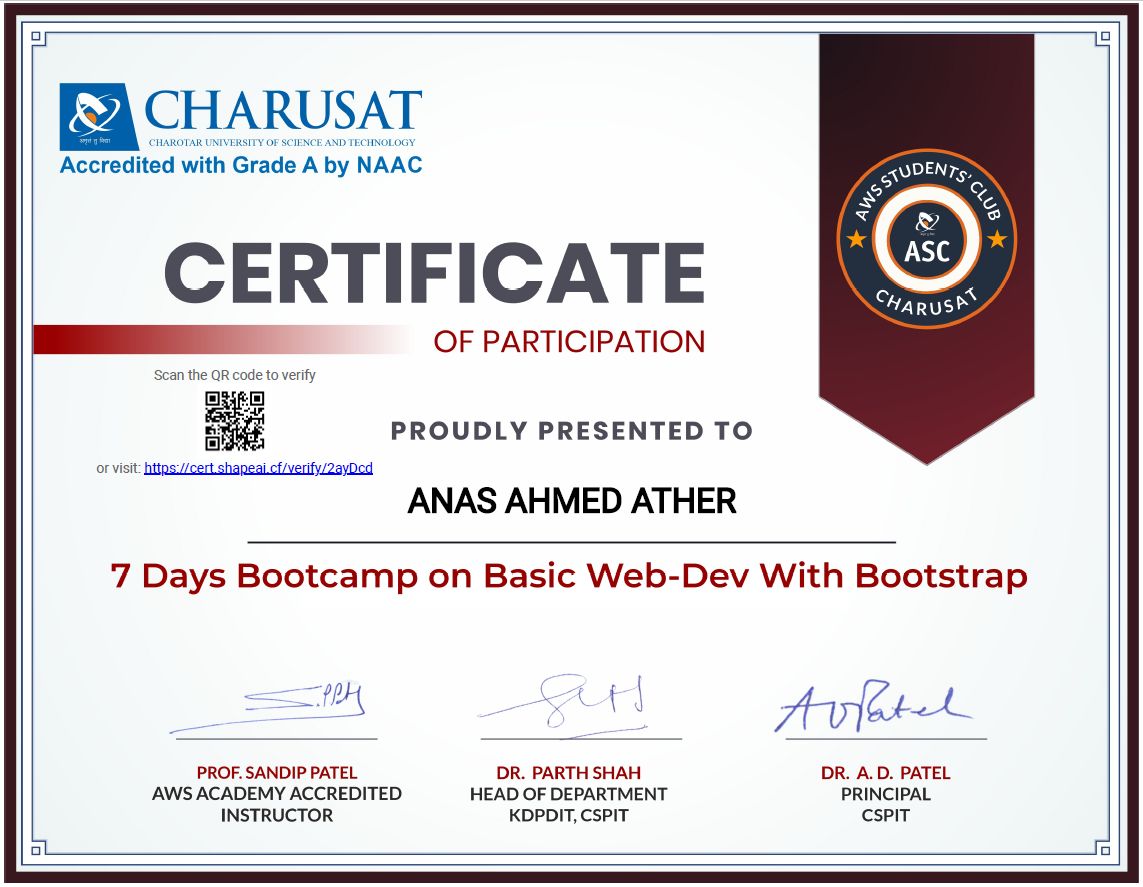 CHARUSAT
CHAROTAR UNIVERSITY OF SCIENCE AND TECHNOLOGY
अमृतं तु विद्या
Accredited with Grade A by NAAC
AWS STUDENTS' CLUB
ASC
CHARUSAT
CERTIFICATE
OF PARTICIPATION
Scan the QR code to verify
or visit: https://cert.shapeai.cf/verify/2ayDcd
PROUDLY PRESENTED TO
ANAS AHMED ATHER
7 Days Bootcamp on Basic Web-Dev With Bootstrap
A D Patel
PROF. SANDIP PATEL
AWS ACADEMY ACCREDITED
INSTRUCTOR
DR. PARTH SHAH
HEAD OF DEPARTMENT
KDPDIT, CSPIT
DR. A. D. PATEL
PRINCIPAL
CSPIT